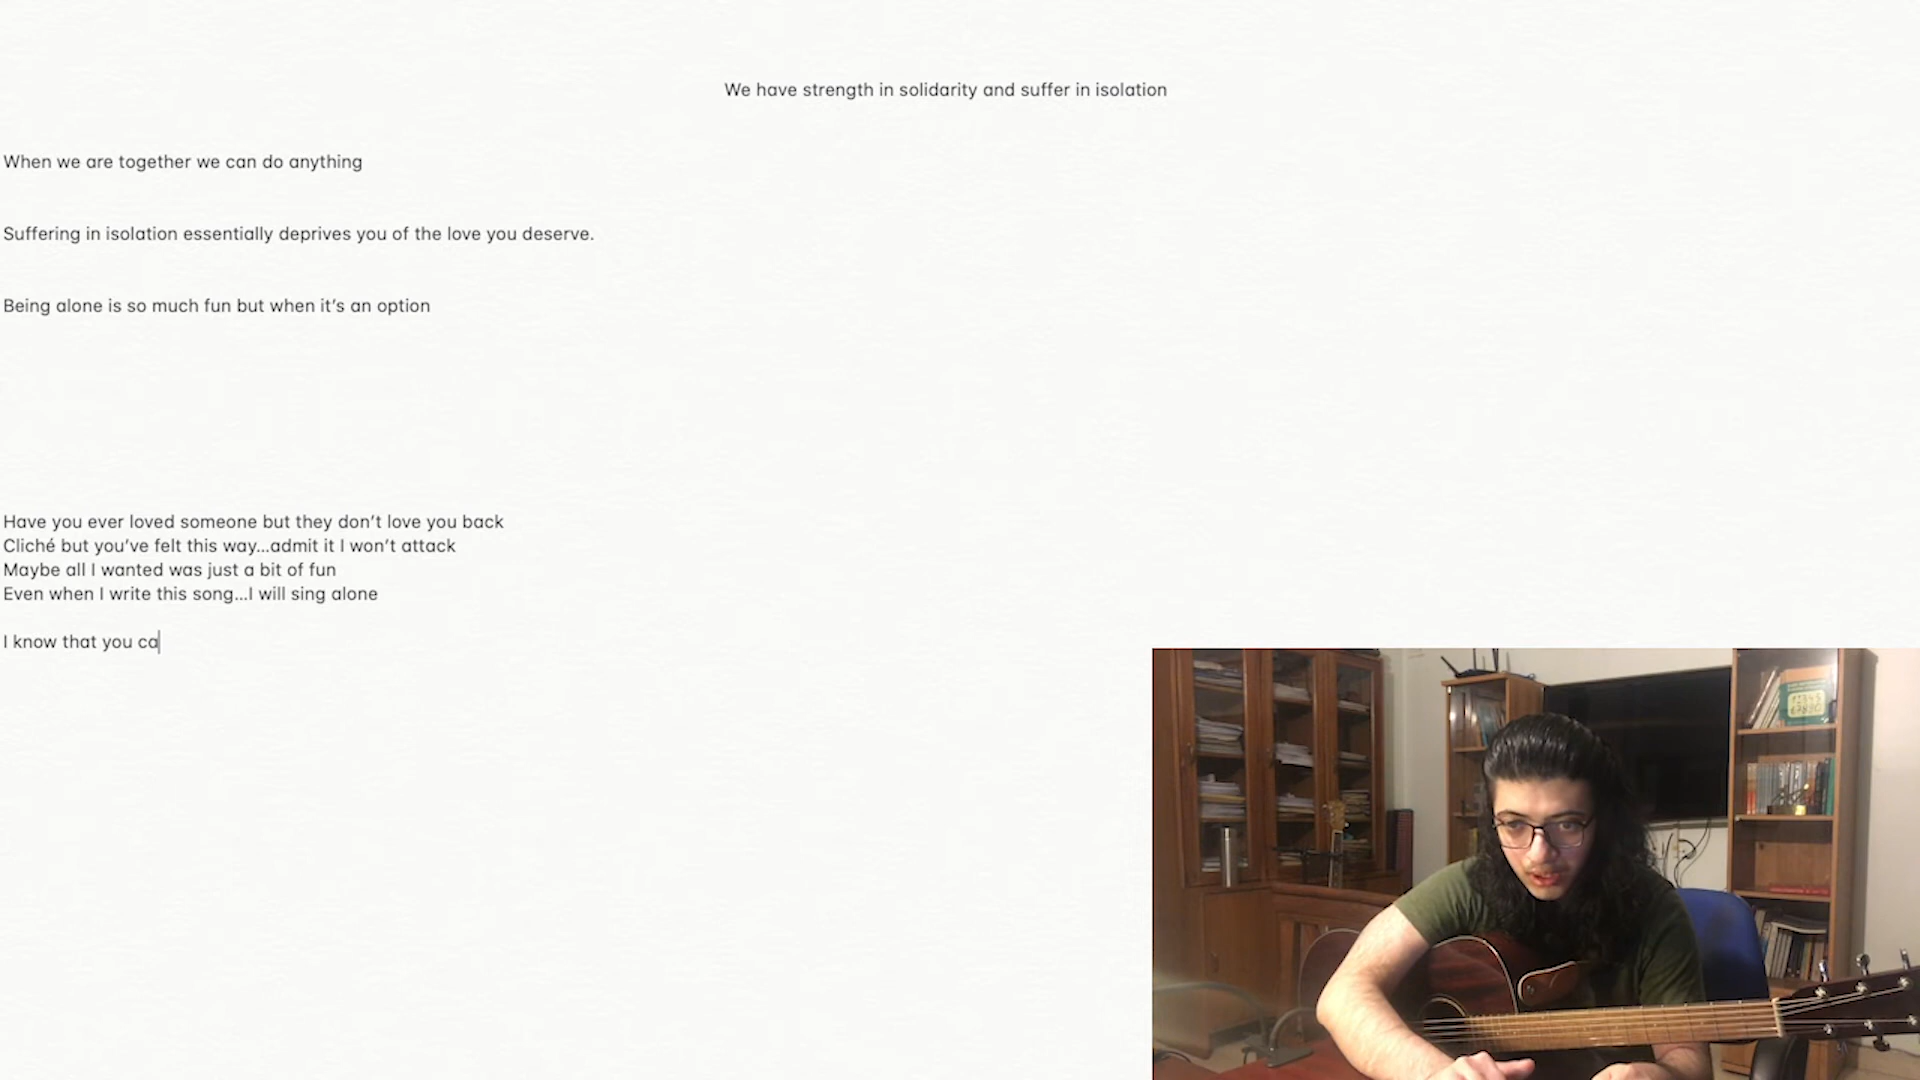 We have strength in solidarity and suffer in isolation
When we are together we can do anything
Suffering in isolation essentially deprives you of the love you deserve.
Being alone is so much fun but when it's an option
Have you ever loved someone but they don't love you back
Cliché but you've felt this way...admit it I won't attack
Maybe all I wanted was just a bit of fun
Even when I write this song...I will sing alone
I know that you ca